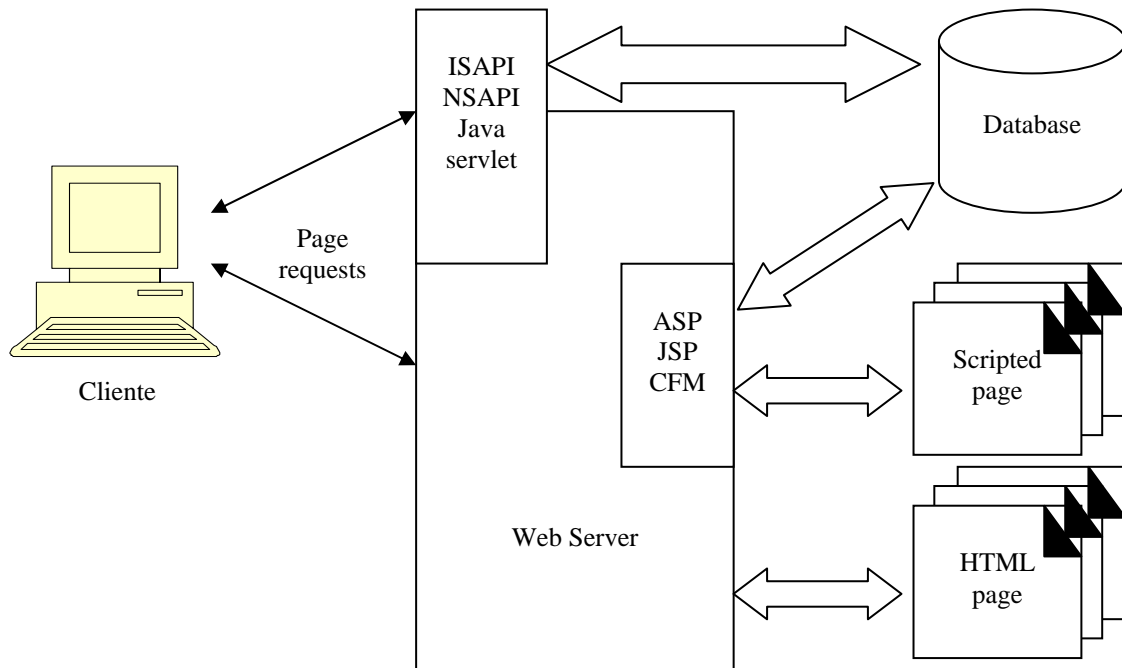 ISAPI
NSAPI
Java
servlet
Database
Page
requests
Cliente
ASP
JSP
CFM
Scripted
page
Web Server
HTML
page